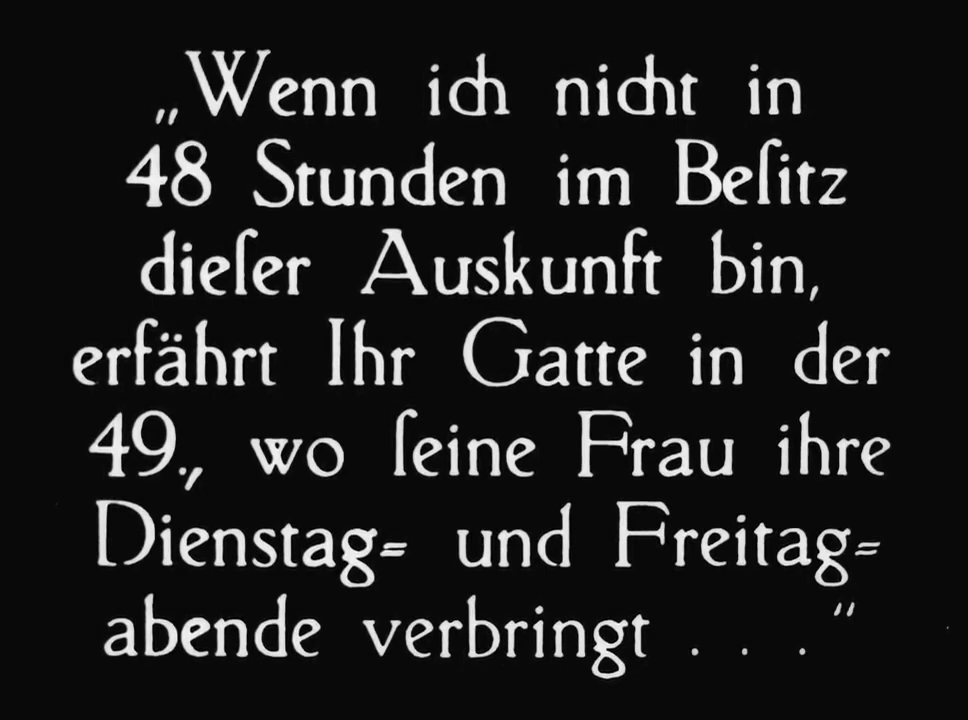 „Wenn ich nicht in
48 Stunden im Beſitz
dieſer Auskunft bin,
erfährt Ihr Gatte in der
49., wo ſeine Frau ihre
Dienstag= und Freitag=
abende verbringt . . .“